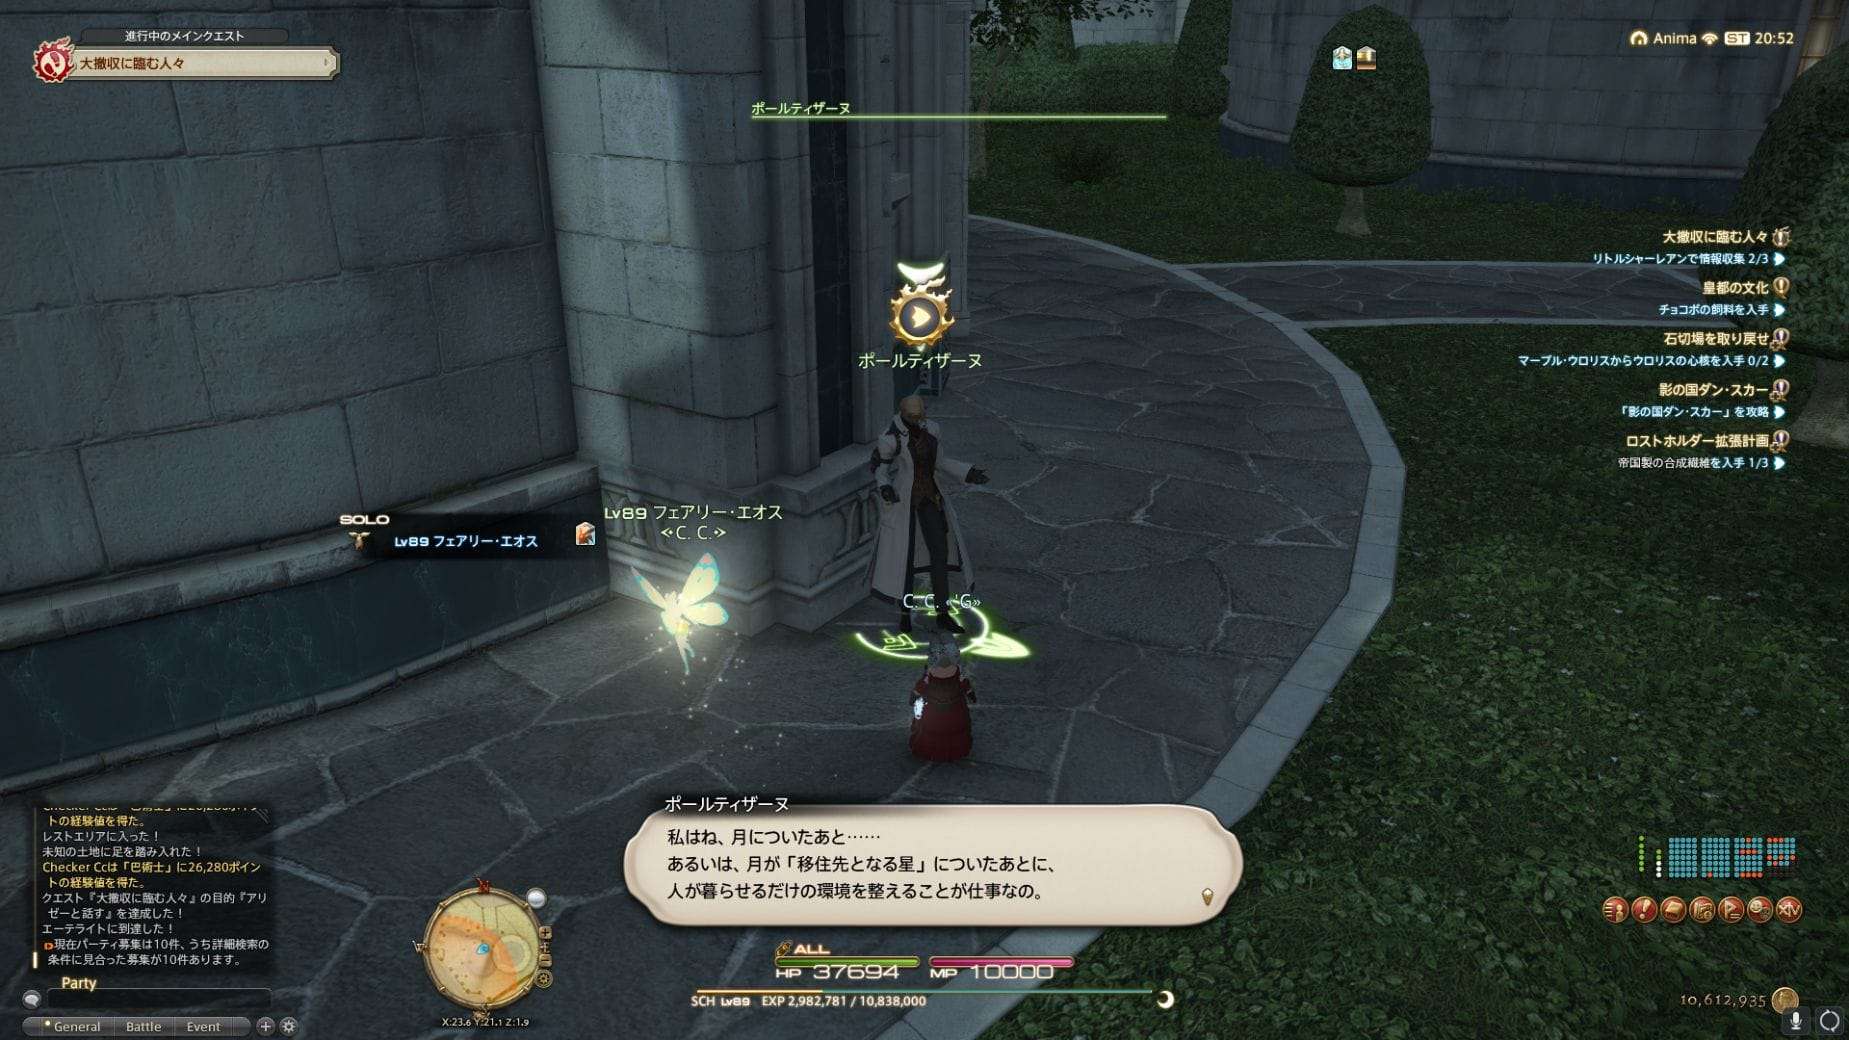 進行中のメインクエスト
大撤収に臨む人々
Anima ST 20:52
ポールティザーヌ
大撤収に臨む人々
リトルシャーレアンで情報収集 2/3
皇都の文化
チョコボの飼料を入手
石切場を取り戻せ
マーブル・ウロリスからウロリスの心核を入手 0/2
影の国ダン・スカー
「影の国ダン・スカー」を攻略
ロストホルダー拡張計画
帝国製の合成繊維を入手 1/3
ポールティザーヌ
SOLO
Lv89 フェアリー・エオス
Lv89 フェアリー・エオス
C. C.
C. C. «'G»
ポールティザーヌ
私はね、月についたあと……
あるいは、月が「移住先となる星」についたあとに、
人が暮らせるだけの環境を整えることが仕事なの。
Checker Ccは「巴術士」に26,280ポイン
トの経験値を得た。
レストエリアに入った！
未知の土地に足を踏み入れた！
Checker Ccは「巴術士」に26,280ポイン
トの経験値を得た。
クエスト『大撤収に臨む人々』の目的『アリ
ゼーと話す』を達成した！
エーテライトに到達した！
現在パーティ募集は10件、うち詳細検索の
条件に見合った募集が10件あります。
Party
General Battle Event
X:23.6 Y:21.1 Z:1.9
ALL
HP 37694 MP 10000
SCH Lv89 EXP 2,982,781 / 10,838,000
XIV
10,612,935